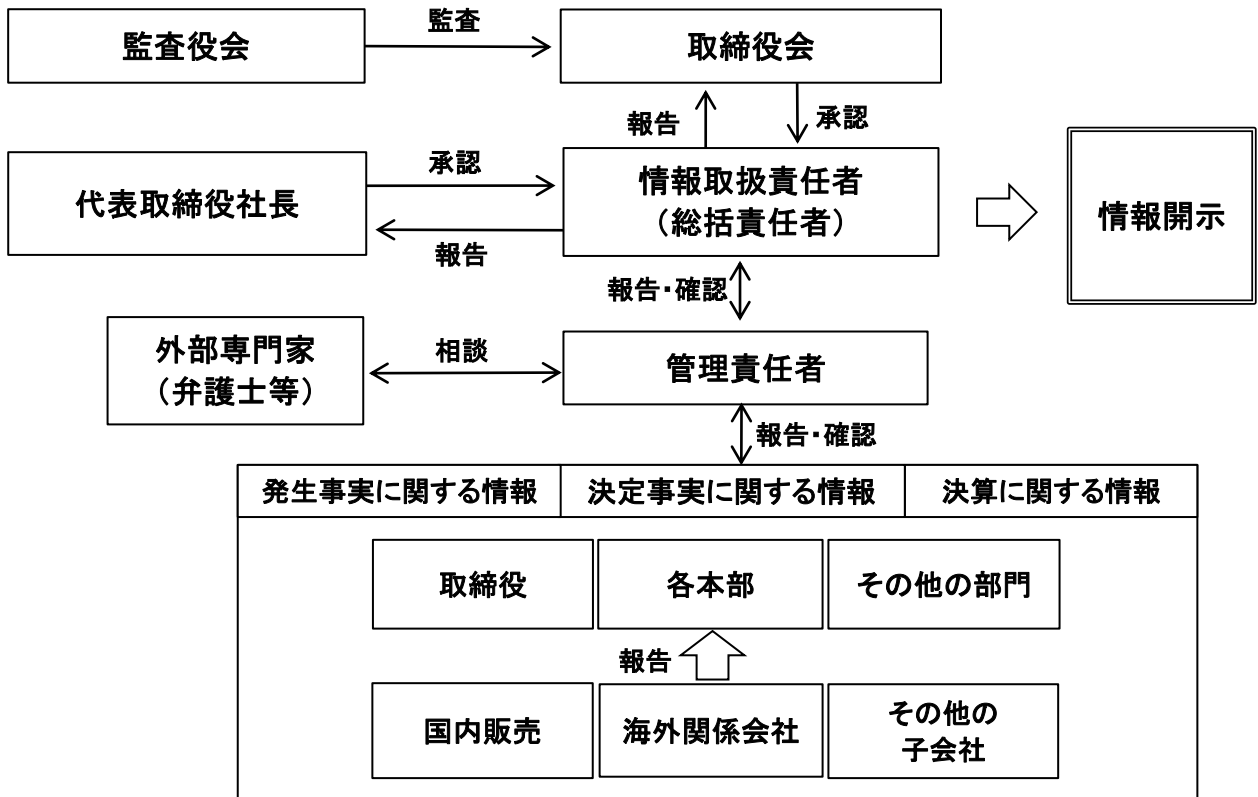 監査役会
監査
取締役会
報告
承認
代表取締役社長
承認
報告
情報取扱責任者
（総括責任者）
情報開示
報告・確認
外部専門家
（弁護士等）
相談
管理責任者
報告・確認
発生事実に関する情報
決定事実に関する情報
決算に関する情報
取締役
各本部
その他の部門
報告
国内販売
海外関係会社
その他の
子会社